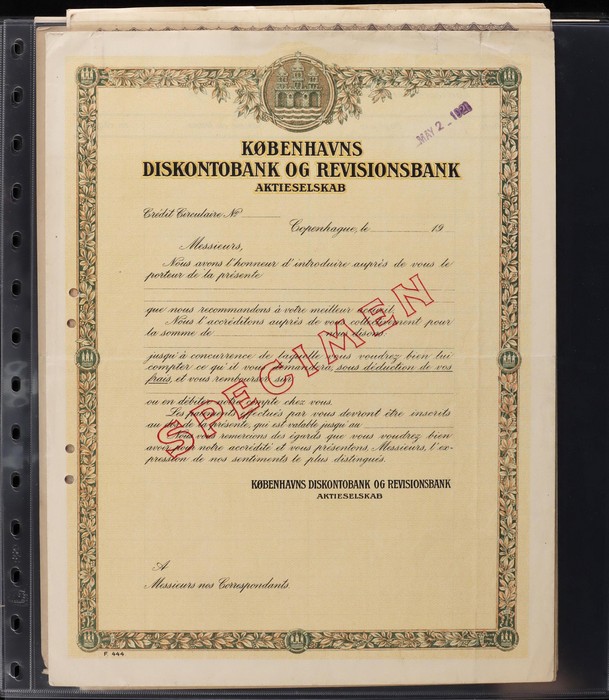 MAY 2 - 192
KØBENHAVNS
DISKONTOBANK OG REVISIONSBANK
AKTIESELSKAB
Crédit Circulaire No
Copenhague, le 19
Messieurs,
Nous avons l'honneur d'introduire auprès de vous le
porteur de la présente
que nous recommandons à votre meilleur
Nous l'accréditons auprès de vous collectivement pour
la somme de nous disons
jusqu'à concurrence de laquelle vous voudrez bien lui
compter ce qu'il vous demandera, sous déduction de vos
frais, et vous rembourser sur
ou en débiter notre compte chez vous.
Les paiements effectués par vous devront être inscrits
au dos de la présente, qui est valable jusqu'au
Nous vous remercions des égards que vous voudrez bien
avoir pour notre accrédité et vous présentons, Messieurs, l'ex-
pression de nos sentiments le plus distingués.
SPECIMEN
KØBENHAVNS DISKONTOBANK OG REVISIONSBANK
AKTIESELSKAB
A
Messieurs nos Correspondants.
F. 444